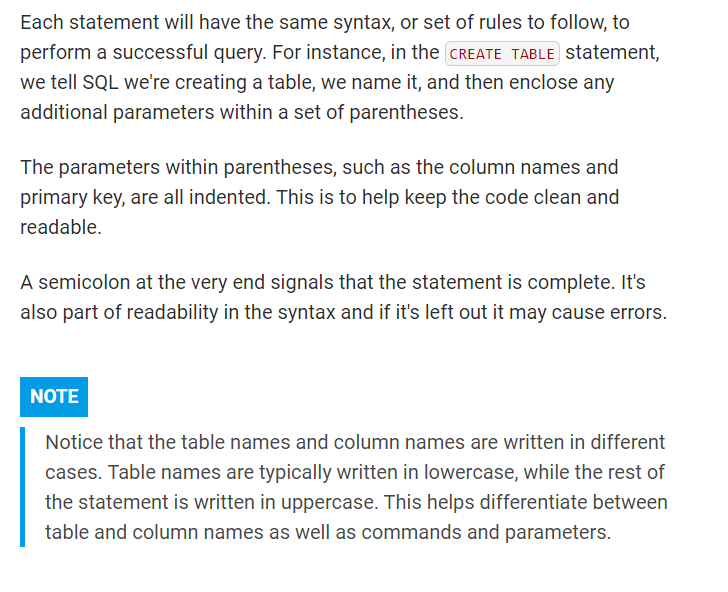 Each statement will have the same syntax, or set of rules to follow, to
perform a successful query. For instance, in the CREATE TABLE statement,
we tell SQL we're creating a table, we name it, and then enclose any
additional parameters within a set of parentheses.
The parameters within parentheses, such as the column names and
primary key, are all indented. This is to help keep the code clean and
readable.
A semicolon at the very end signals that the statement is complete. It's
also part of readability in the syntax and if it's left out it may cause errors.
NOTE
Notice that the table names and column names are written in different
cases. Table names are typically written in lowercase, while the rest of
the statement is written in uppercase. This helps differentiate between
table and column names as well as commands and parameters.